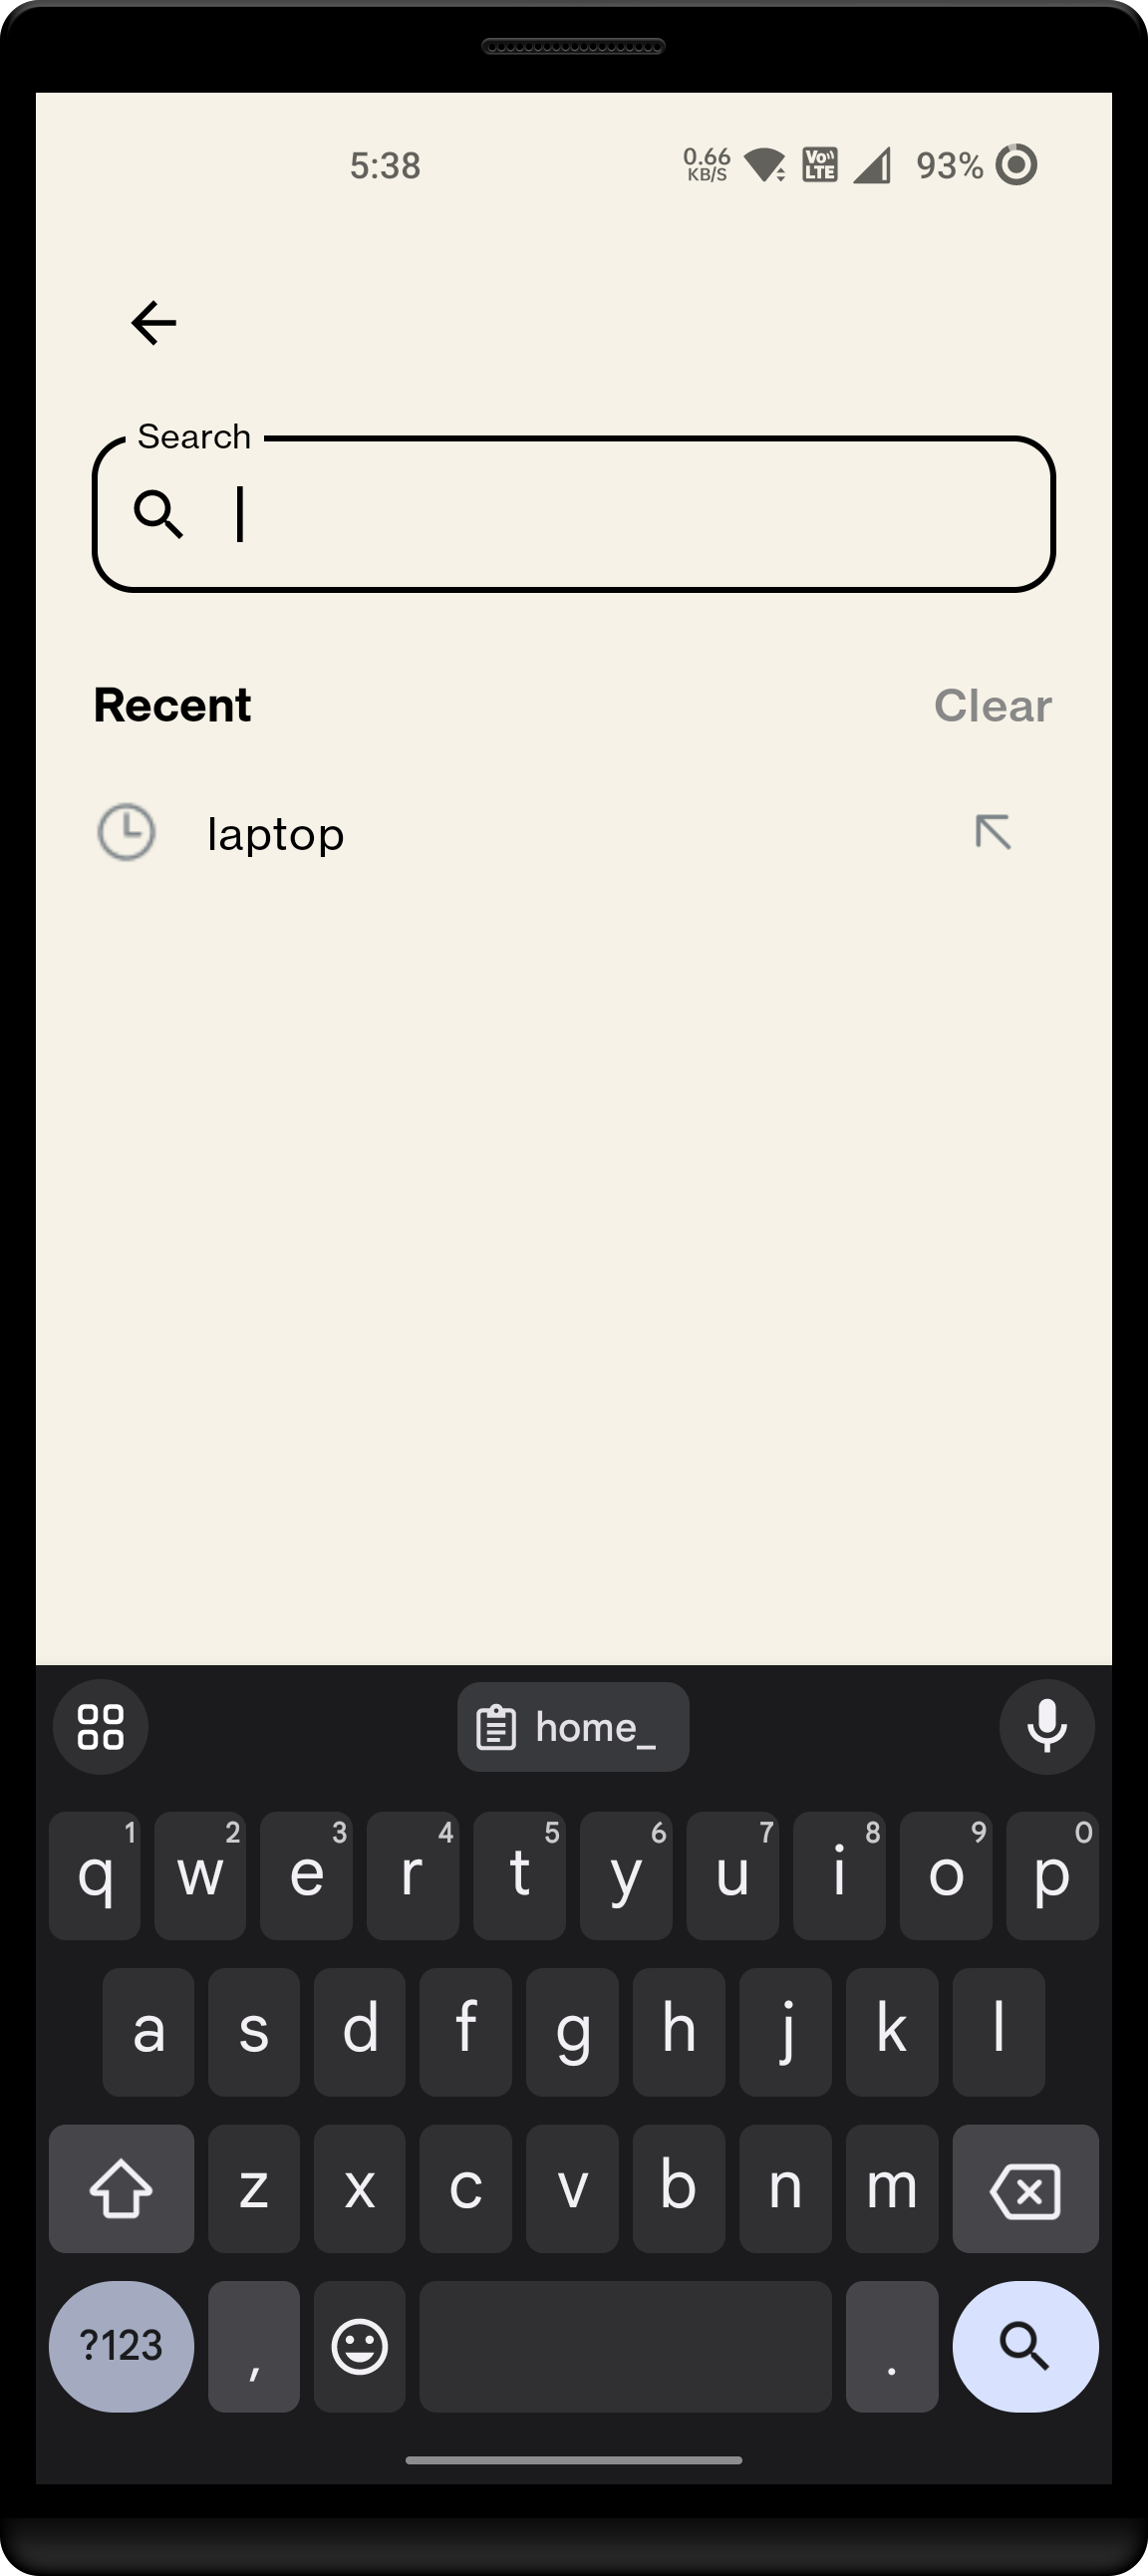 5:38 0.66 KB/S Vo LTE 93%
Search
Recent Clear
laptop
home_
1 2 3 4 5 6 7 8 9 0
q w e r t y u i o p
a s d f g h j k l
z x c v b n m
?123 , .